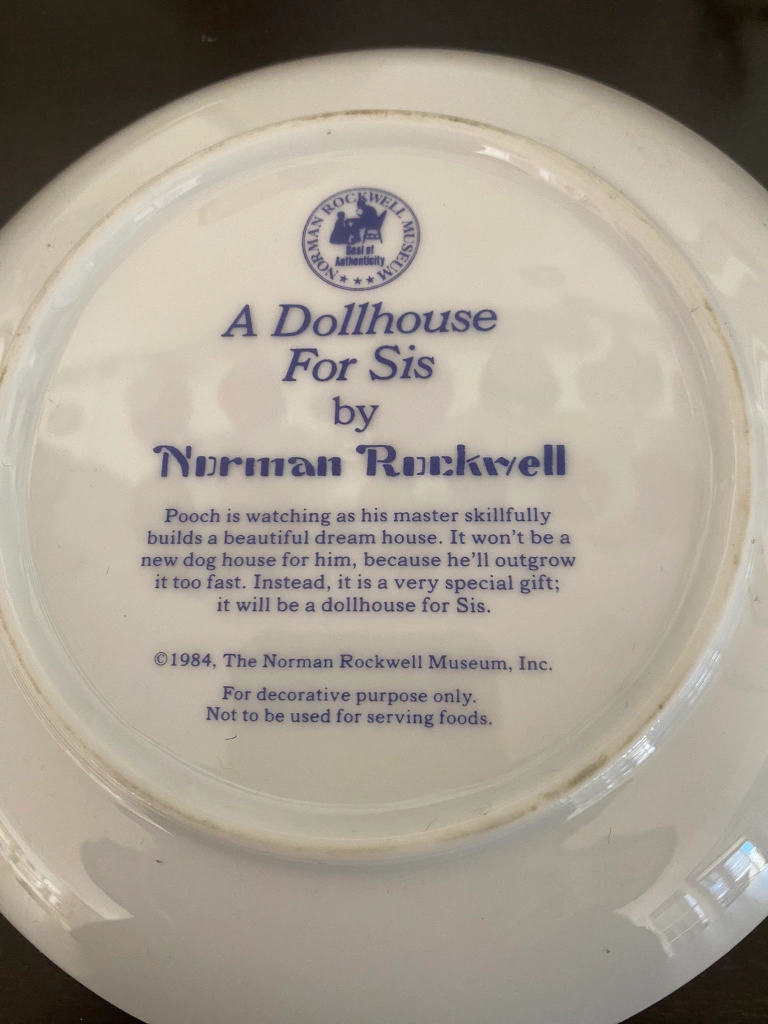 NORMAN ROCKWELL MUSEUM
Seal of
Authenticity
A Dollhouse
For Sis
by
Norman Rockwell
Pooch is watching as his master skillfully
builds a beautiful dream house. It won't be a
new dog house for him, because he'll outgrow
it too fast. Instead, it is a very special gift;
it will be a dollhouse for Sis.
©1984, The Norman Rockwell Museum, Inc.
For decorative purpose only.
Not to be used for serving foods.